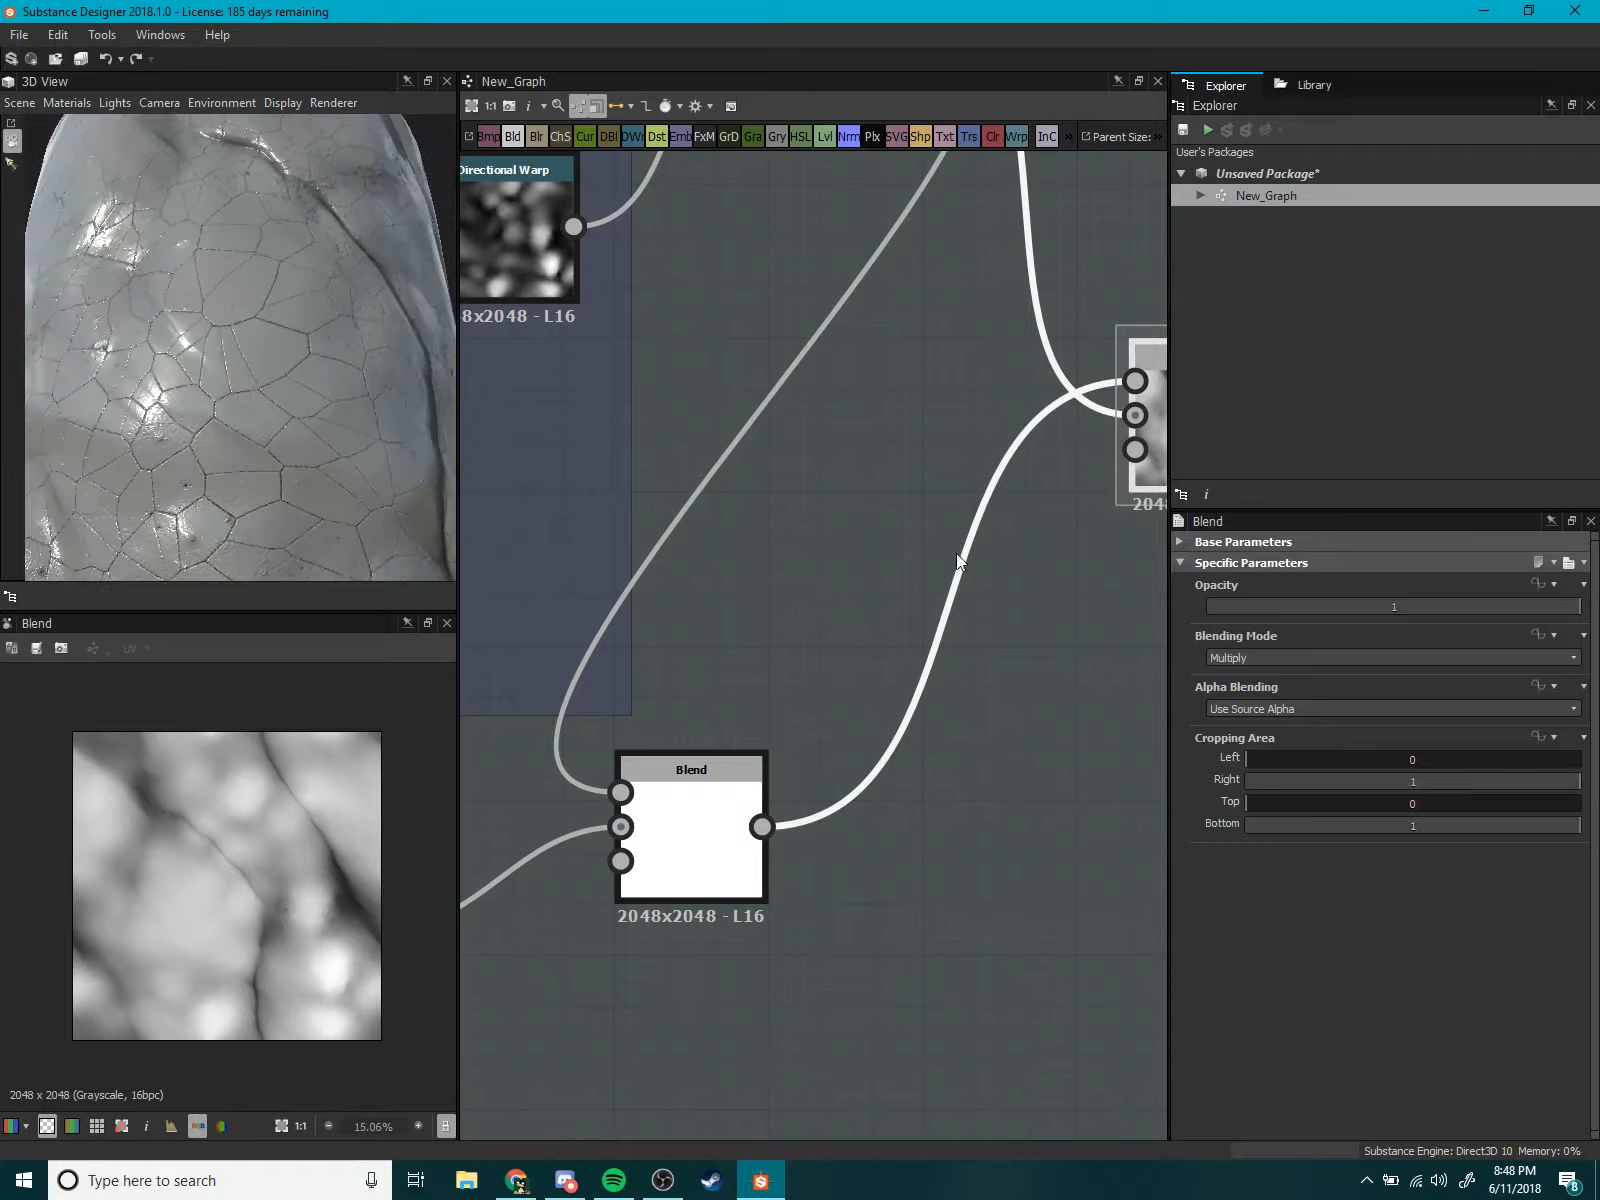 Substance Designer 2018.1.0 - License: 185 days remaining
File Edit Tools Windows Help
3D View
Scene Materials Lights Camera Environment Display Renderer
New_Graph
1:1
Bmp Bld Blr ChS Cur DBl DWr Dst Emb FxM GrD Gra Gry HSL Lvl Nrm Plx SVG Shp Txt Trs Clr Wrp InC Parent Size:
Directional Warp
8x2048 - L16
204
Blend
2048x2048 - L16
Explorer Library
Explorer
User's Packages
Unsaved Package*
New_Graph
Blend
Base Parameters
Specific Parameters
Opacity
1
Blending Mode
Multiply
Alpha Blending
Use Source Alpha
Cropping Area
Left 0
Right 1
Top 0
Bottom 1
Blend
UV
2048 x 2048 (Grayscale, 16bpc)
RGB 1:1 15.06%
Substance Engine: Direct3D 10 Memory: 0%
Type here to search
8:48 PM
6/11/2018
8